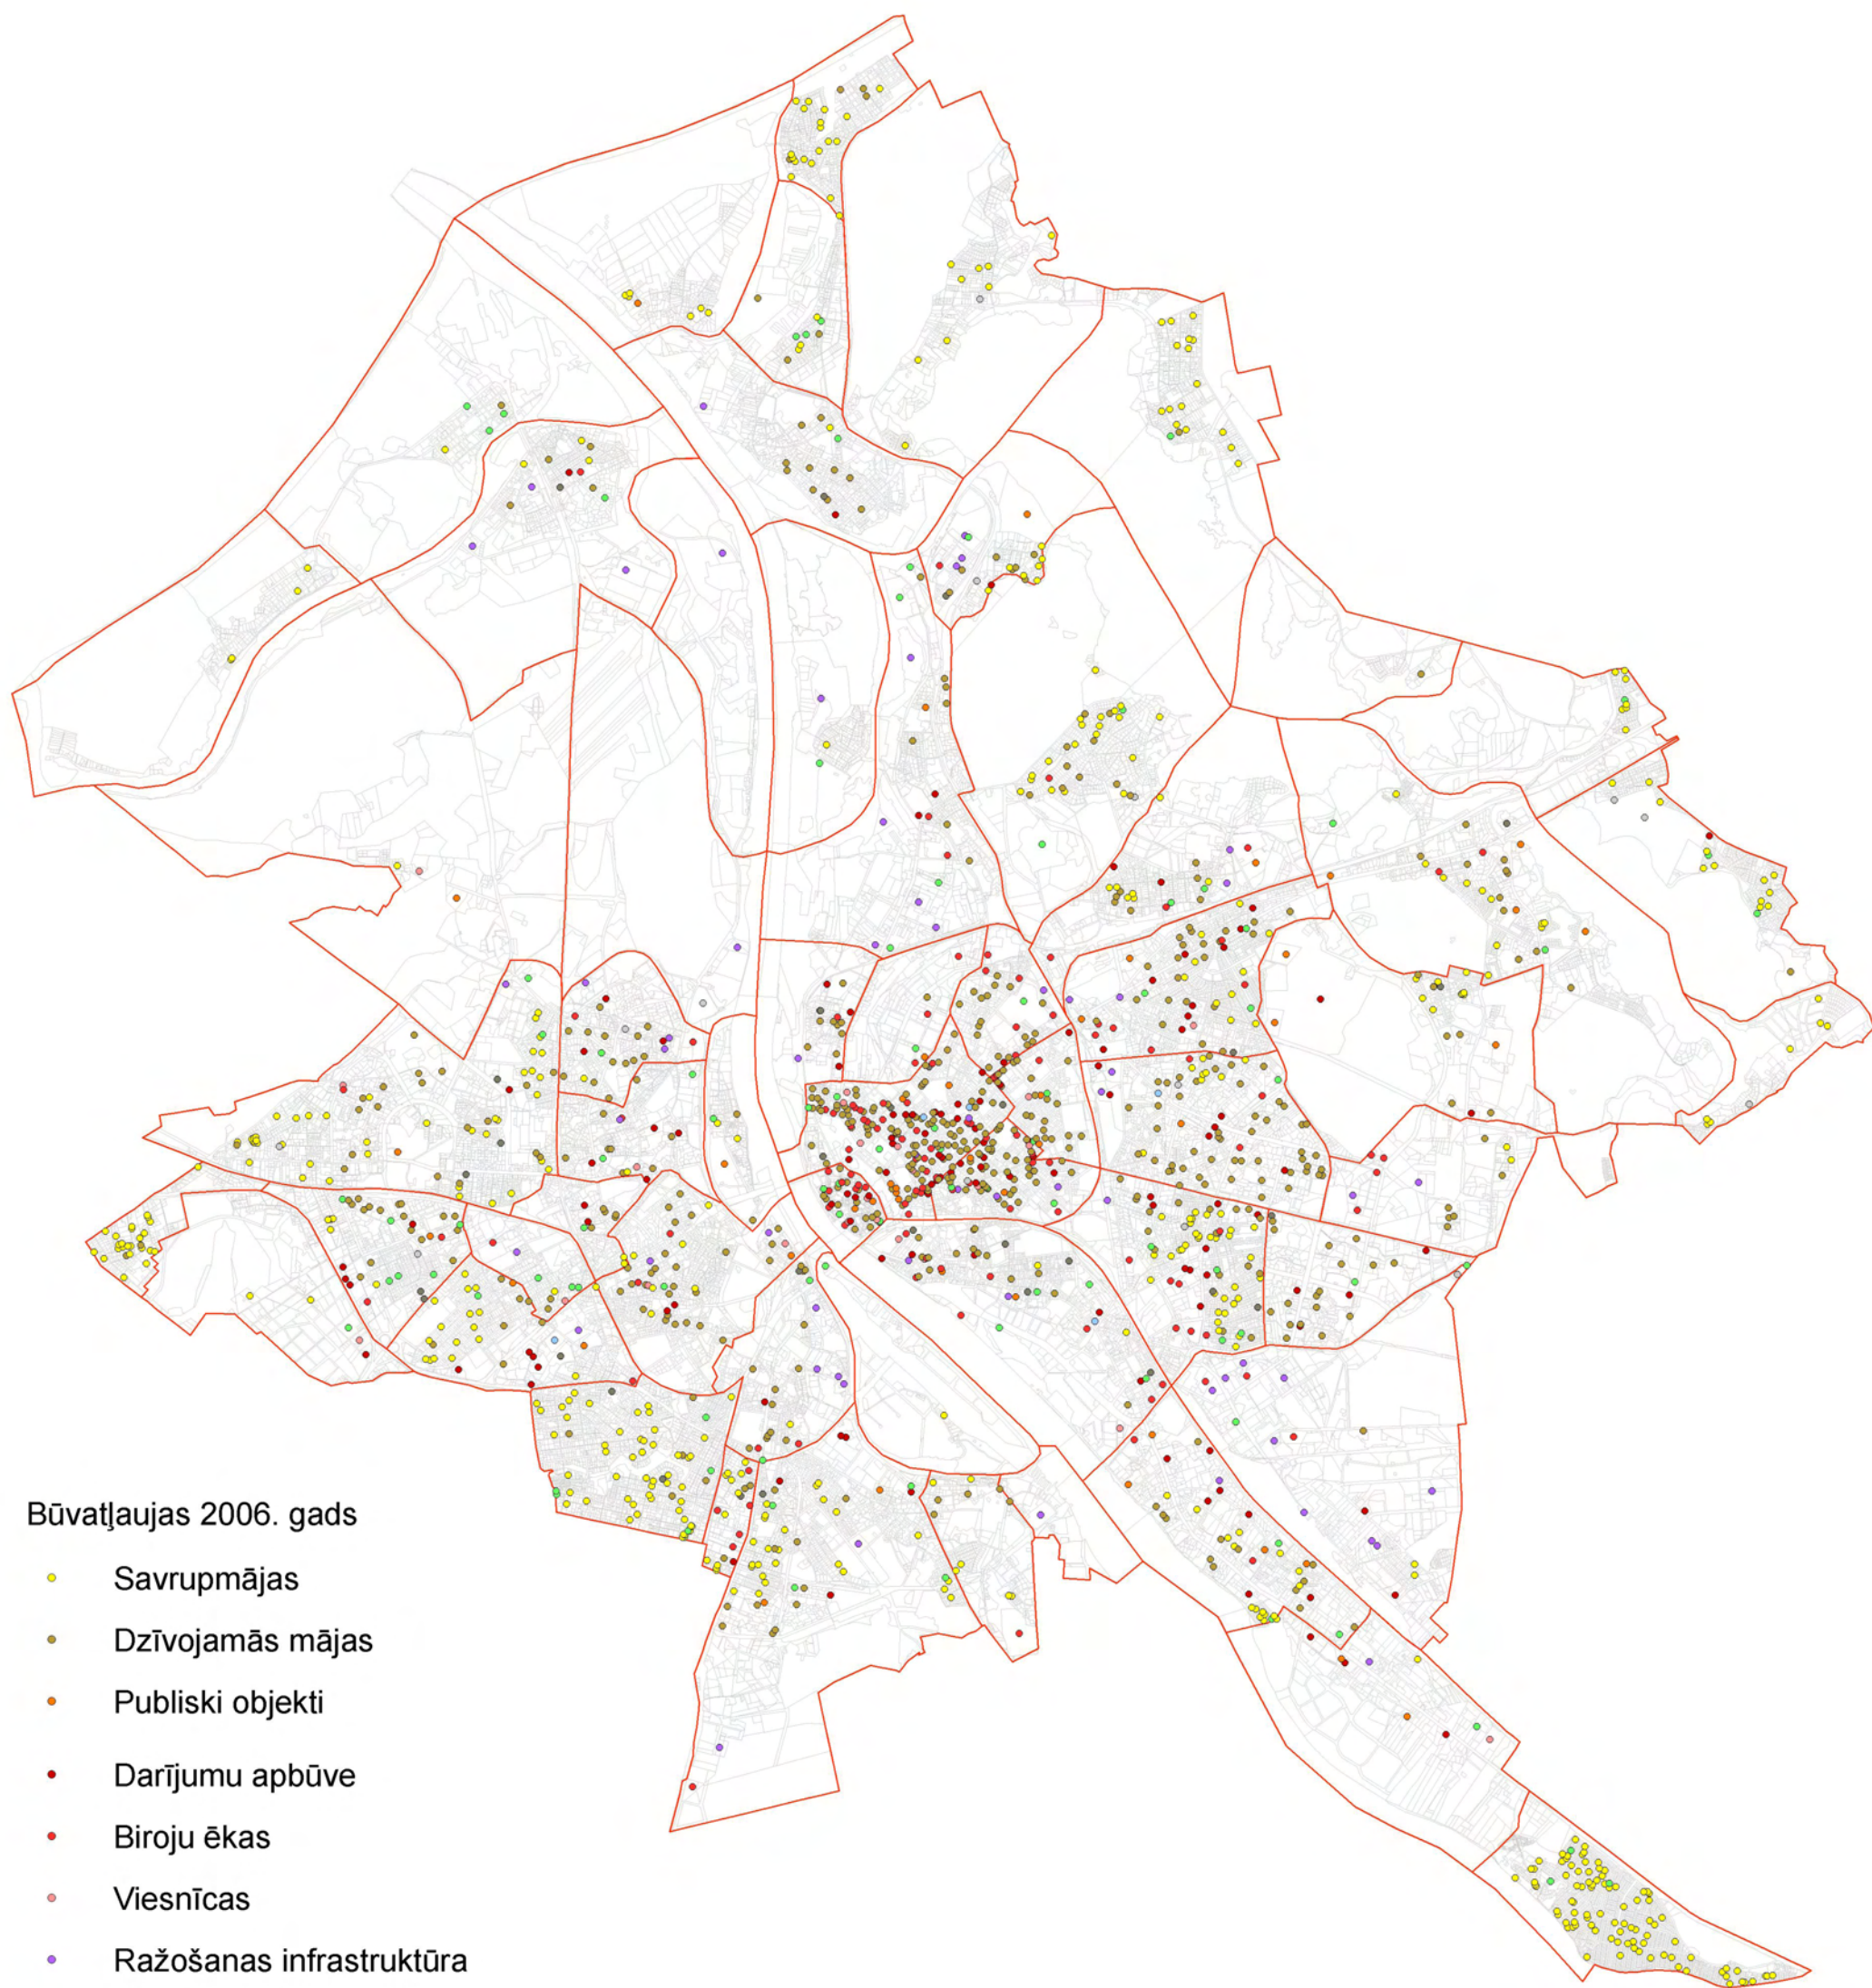 Būvatļaujas 2006. gads
Savrupmājas
Dzīvojamās mājas
Publiski objekti
Darījumu apbūve
Biroju ēkas
Viesnīcas
Ražošanas infrastruktūra